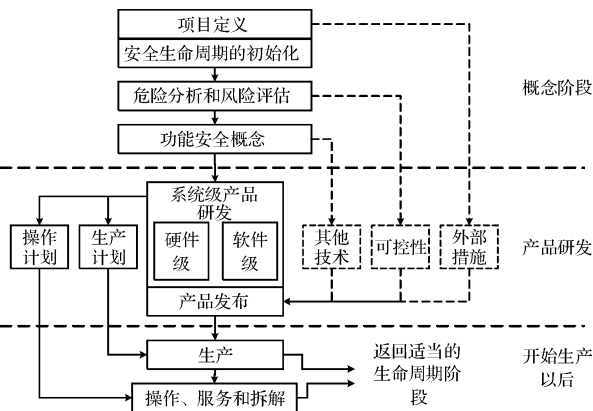 项目定义
安全生命周期的初始化
危险分析和风险评估
概念阶段
功能安全概念
系统级产品
研发
操作
计划
生产
计划
硬件
级
软件
级
其他
技术
可控性
外部
措施
产品研发
产品发布
生产
返回适当的
生命周期阶
段
开始生产
以后
操作、服务和拆解